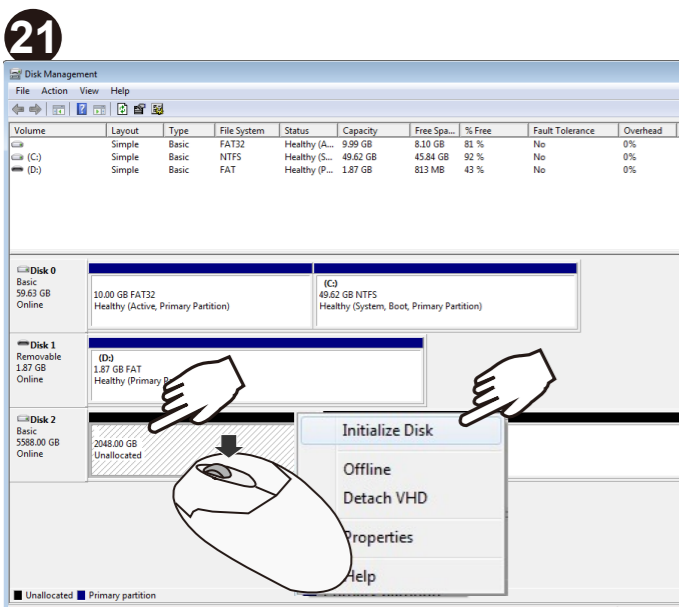 21
Disk Management
File Action View Help
Volume Layout Type File System Status Capacity Free Spa... % Free Fault Tolerance Overhead
Simple Basic FAT32 Healthy (A... 9.99 GB 8.10 GB 81 % No 0%
(C:) Simple Basic NTFS Healthy (S... 49.62 GB 45.84 GB 92 % No 0%
(D:) Simple Basic FAT Healthy (P... 1.87 GB 813 MB 43 % No 0%
Disk 0
Basic
59.63 GB
Online
10.00 GB FAT32
Healthy (Active, Primary Partition)
(C:)
49.62 GB NTFS
Healthy (System, Boot, Primary Partition)
Disk 1
Removable
1.87 GB
Online
(D:)
1.87 GB FAT
Healthy (Primary
Disk 2
Basic
5588.00 GB
Online
2048.00 GB
Unallocated
Initialize Disk
Offline
Detach VHD
Properties
Help
Unallocated Primary partition